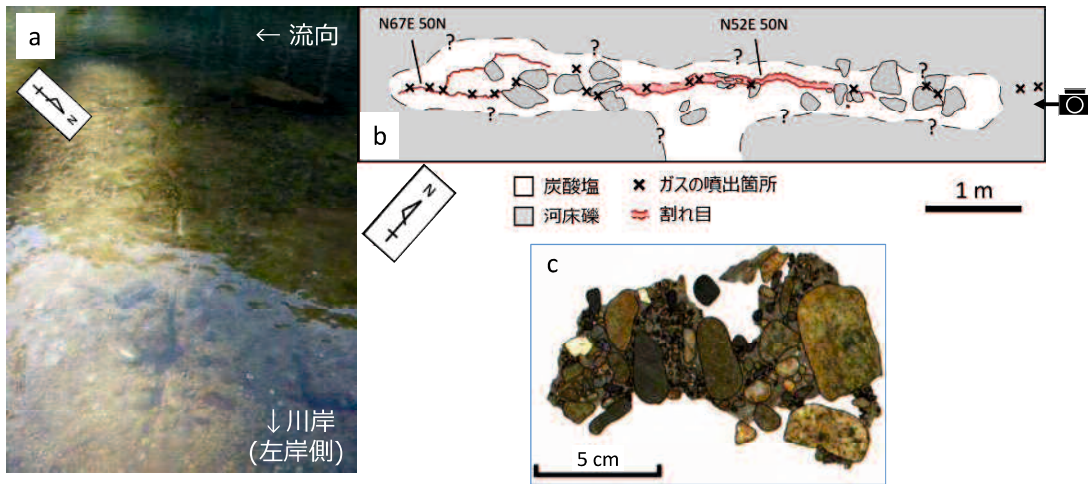 a
← 流向
N
↓川岸
(左岸側)
b
N67E 50N
N52E 50N
?
?
?
?
?
?
?
?
N
炭酸塩
ガスの噴出箇所
河床礫
割れ目
1 m
c
5 cm